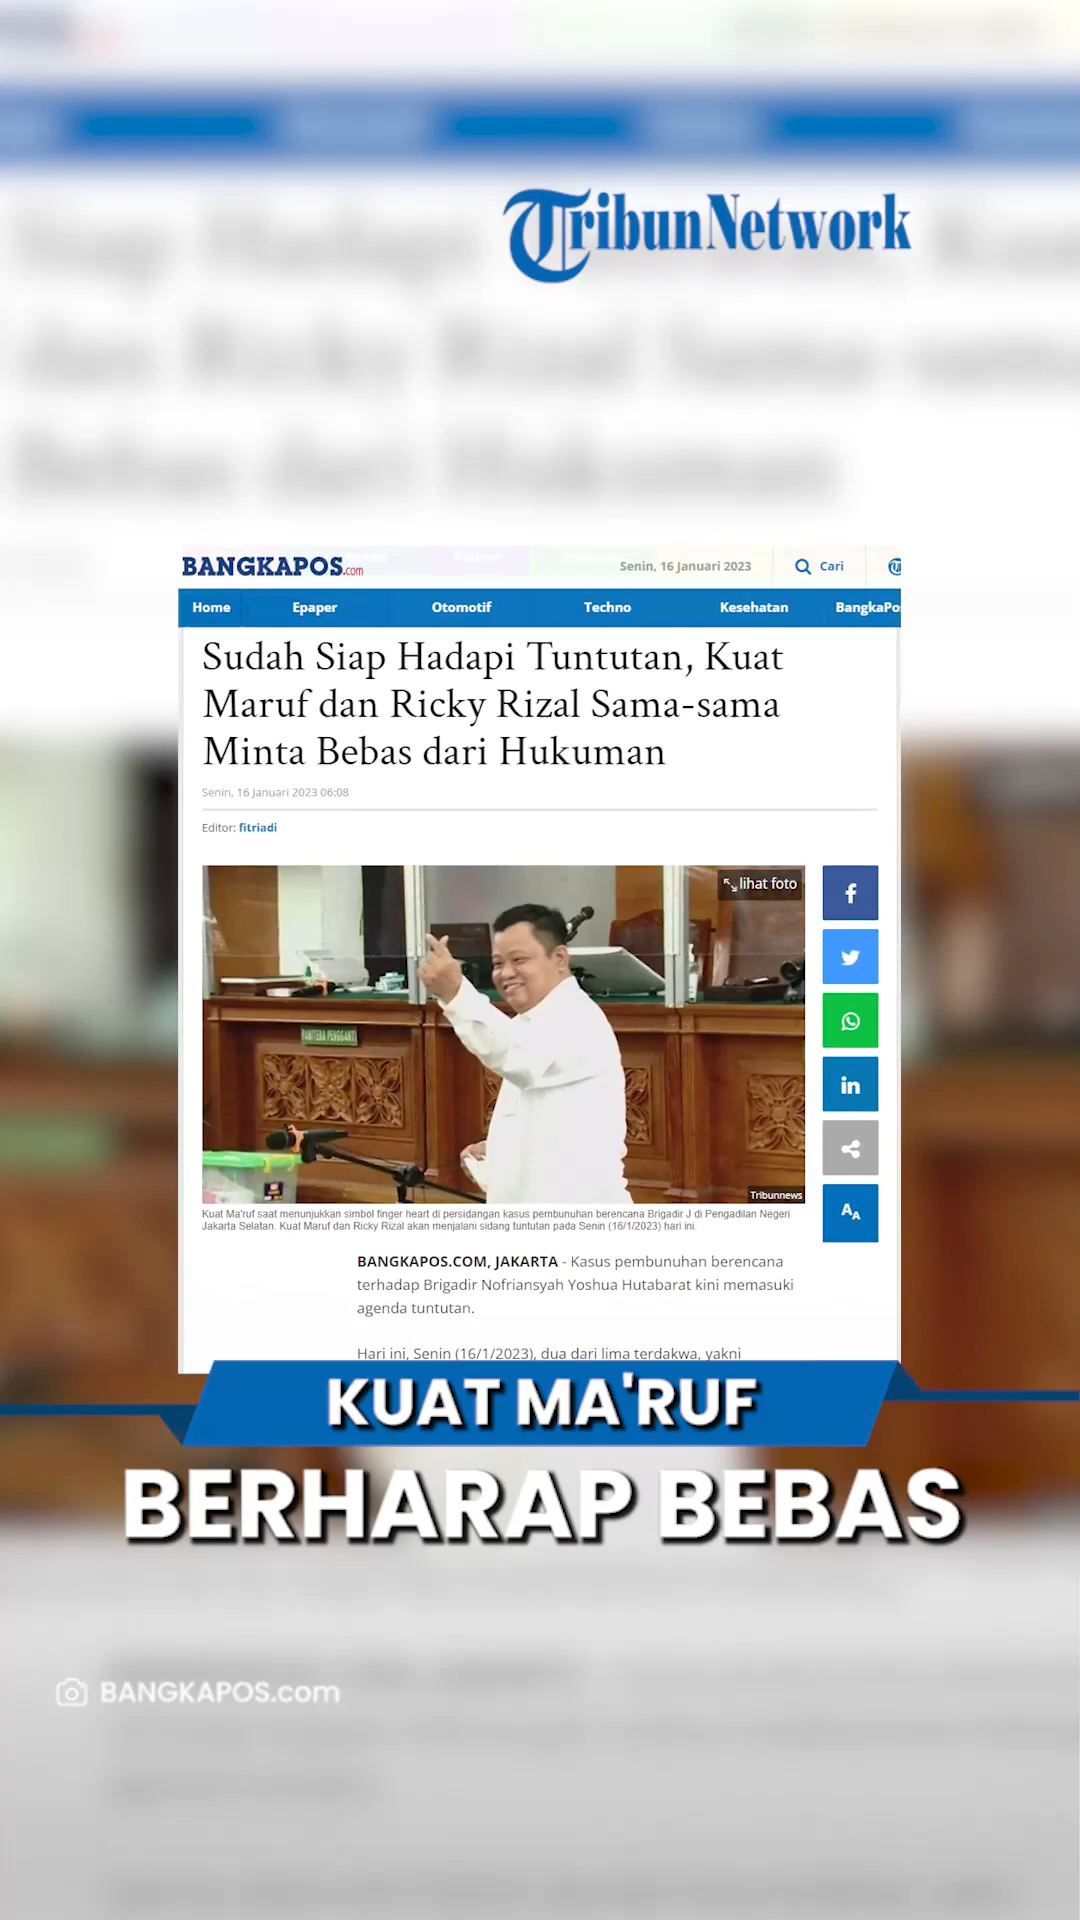 TribunNetwork
BANGKAPOS.com
Senin, 16 Januari 2023
Cari
Home Epaper Otomotif Techno Kesehatan BangkaPo
Sudah Siap Hadapi Tuntutan, Kuat
Maruf dan Ricky Rizal Sama-sama
Minta Bebas dari Hukuman
Senin, 16 Januari 2023 06:08
Editor: fitriadi
lihat foto
PANITERA PENGGANTI
Tribunnews
Kuat Ma'ruf saat menunjukkan simbol finger heart di persidangan kasus pembunuhan berencana Brigadir J di Pengadilan Negeri
Jakarta Selatan. Kuat Maruf dan Ricky Rizal akan menjalani sidang tuntutan pada Senin (16/1/2023) hari ini.
BANGKAPOS.COM, JAKARTA - Kasus pembunuhan berencana
terhadap Brigadir Nofriansyah Yoshua Hutabarat kini memasuki
agenda tuntutan.
Hari ini, Senin (16/1/2023), dua dari lima terdakwa, yakni
KUAT MA'RUF
BERHARAP BEBAS
BANGKAPOS.com